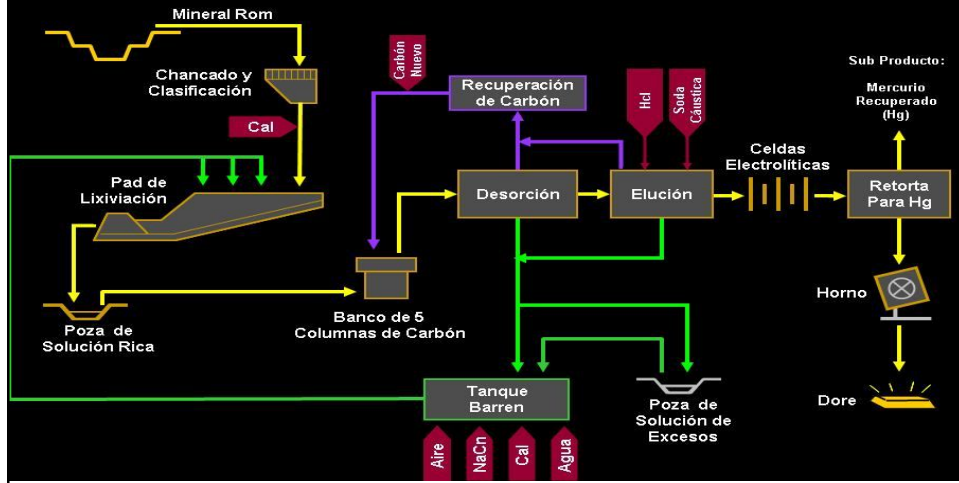 Mineral Rom
Chancado y
Clasificación
Cal
Carbón
Nuevo
Recuperación
de Carbón
Hcl
Soda
Cáustica
Sub Producto:
Mercurio
Recuperado
(Hg)
Pad de
Lixiviación
Desorción
Elución
Celdas
Electrolíticas
Retorta
Para Hg
Poza de
Solución Rica
Banco de 5
Columnas de Carbón
Horno
Tanque
Barren
Poza de
Solución de
Excesos
Dore
Aire
NaCn
Cal
Agua